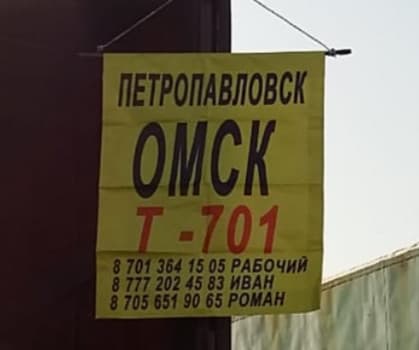 ПЕТРОПАВЛОВСК
ОМСК
Т -701
8 701 364 15 05 РАБОЧИЙ
8 777 202 45 83 ИВАН
8 705 651 90 65 РОМАН